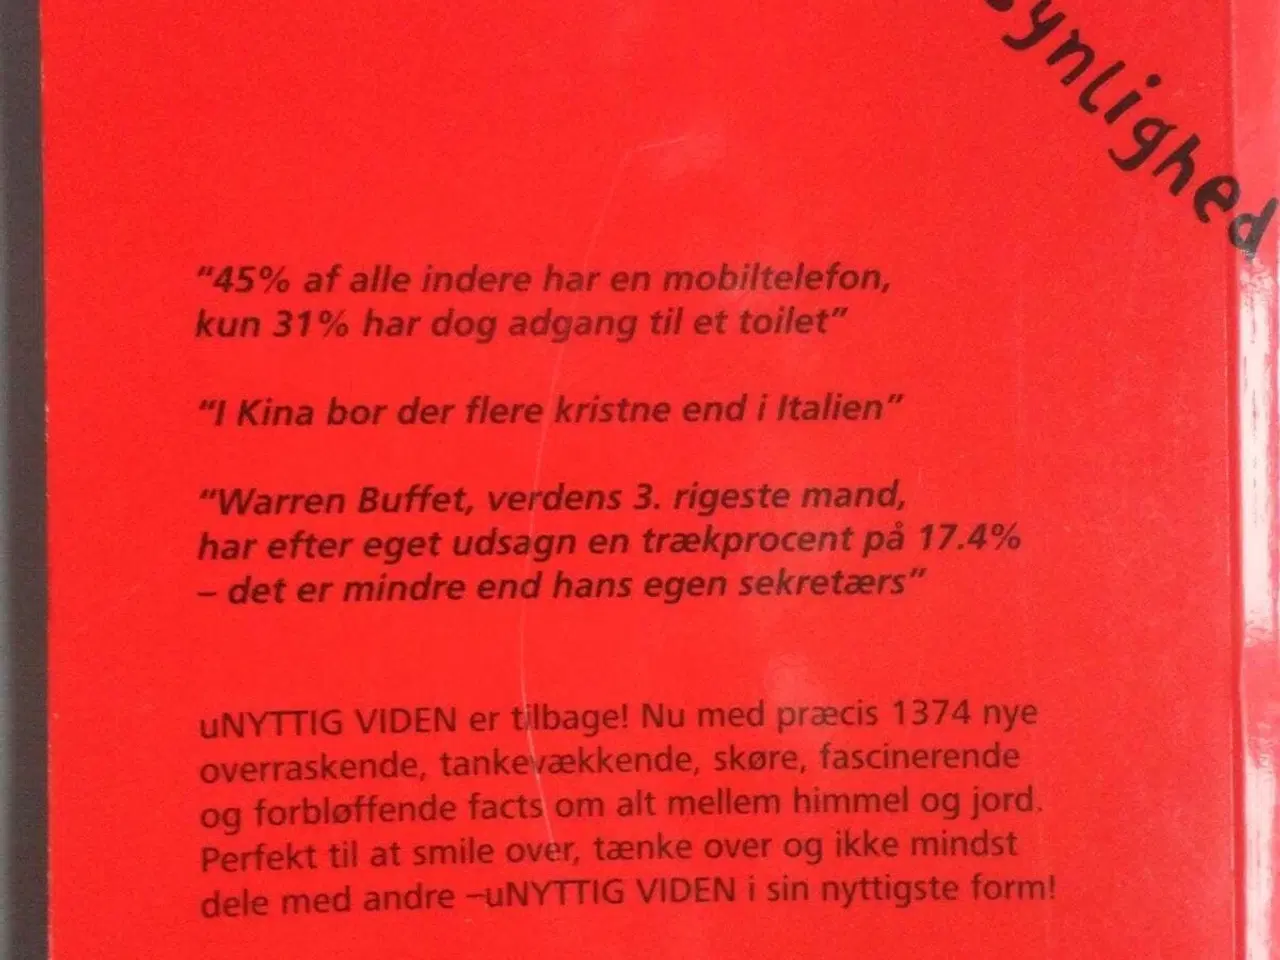 synlighed
"45% af alle indere har en mobiltelefon,
kun 31% har dog adgang til et toilet"
"I Kina bor der flere kristne end i Italien"
"Warren Buffet, verdens 3. rigeste mand,
har efter eget udsagn en trækprocent på 17.4%
– det er mindre end hans egen sekretærs"
uNYTTIG VIDEN er tilbage! Nu med præcis 1374 nye
overraskende, tankevækkende, skøre, fascinerende
og forbløffende facts om alt mellem himmel og jord.
Perfekt til at smile over, tænke over og ikke mindst
dele med andre –uNYTTIG VIDEN i sin nyttigste form!